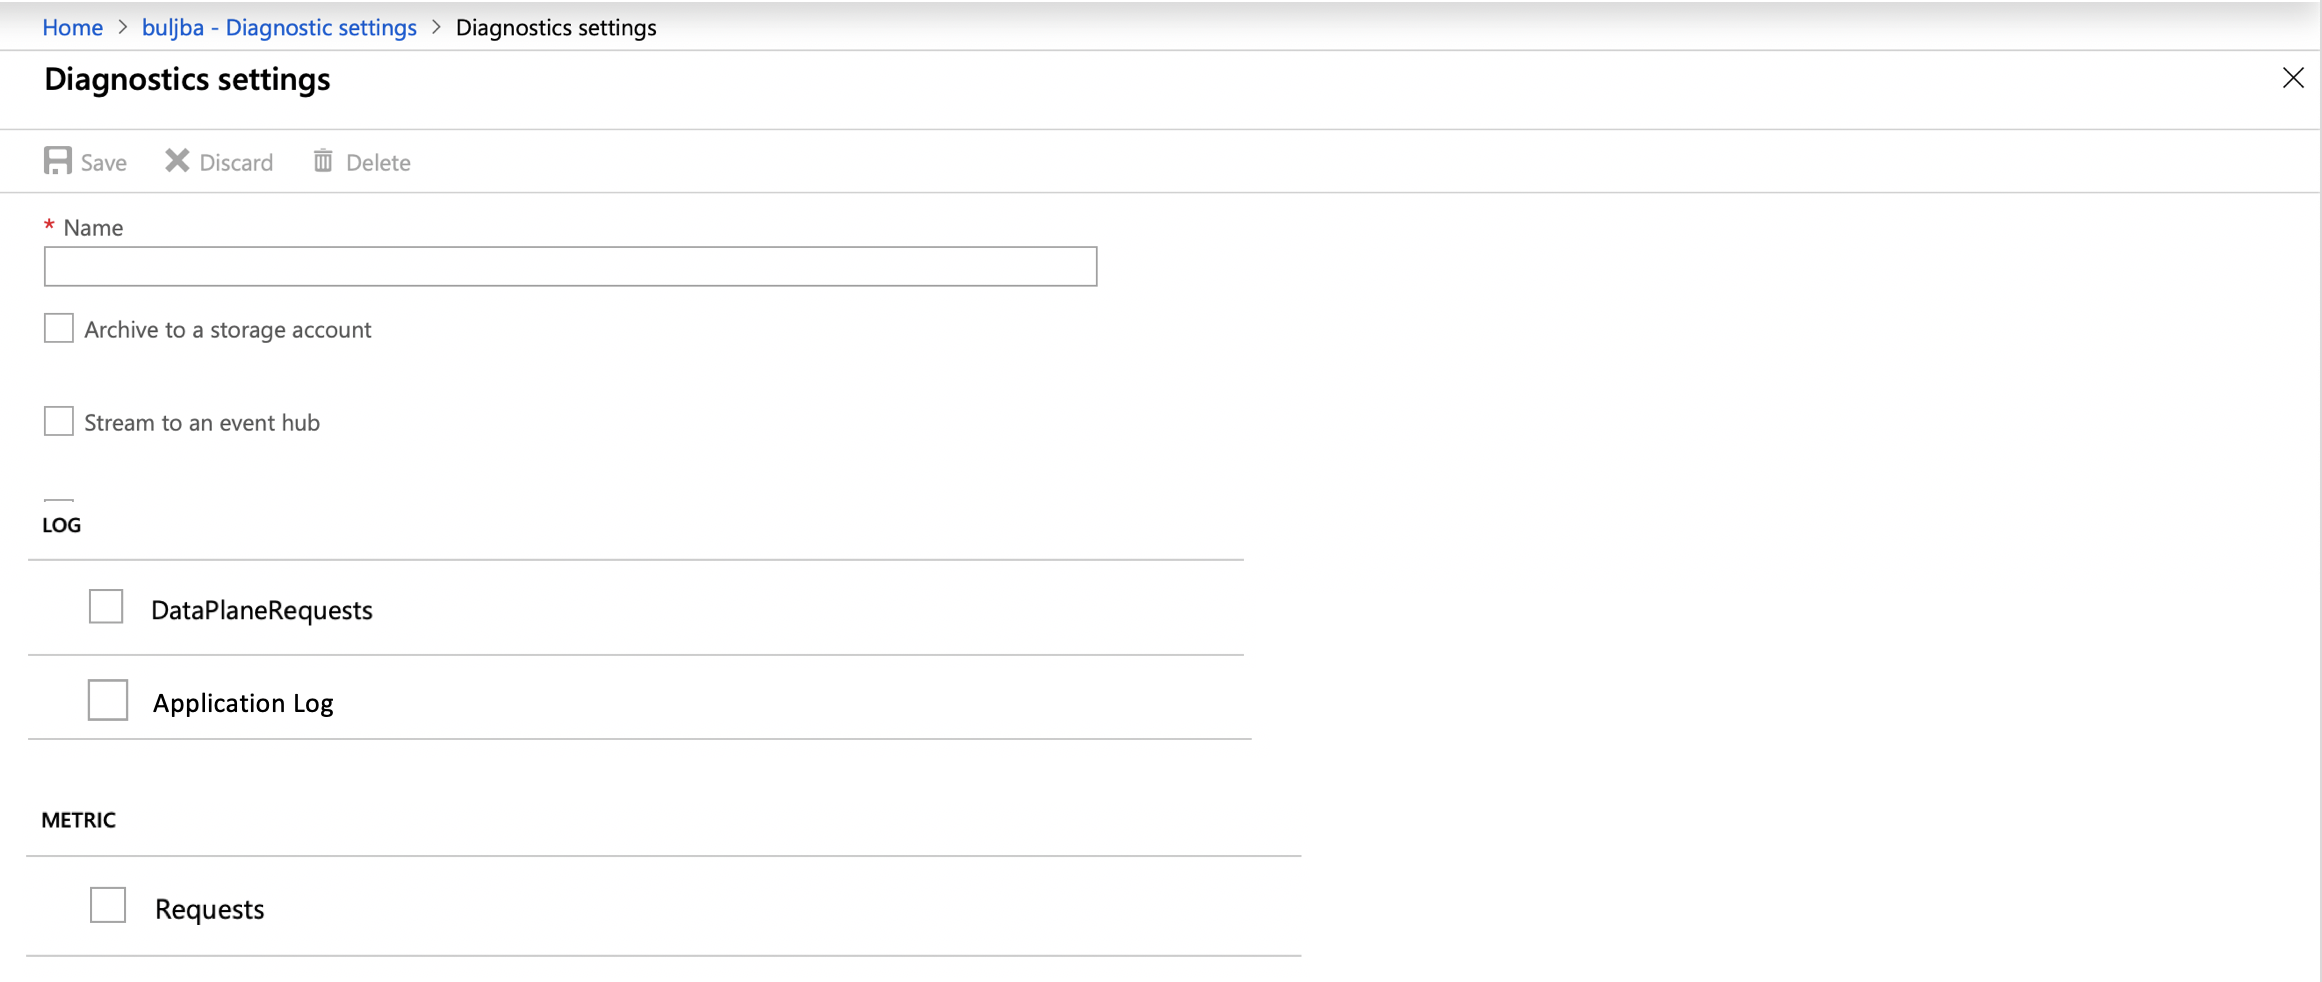 Home > buljba - Diagnostic settings > Diagnostics settings
Diagnostics settings
Save Discard Delete
* Name
Archive to a storage account
Stream to an event hub
LOG
DataPlaneRequests
Application Log
METRIC
Requests